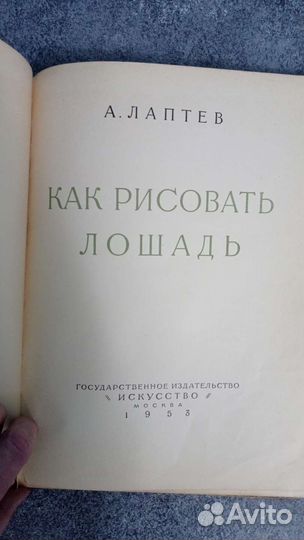 А. ЛАПТЕВ
КАК РИСОВАТЬ
ЛОШАДЬ
ГОСУДАРСТВЕННОЕ ИЗДАТЕЛЬСТВО
ИСКУССТВО
МОСКВА
1953
Avito